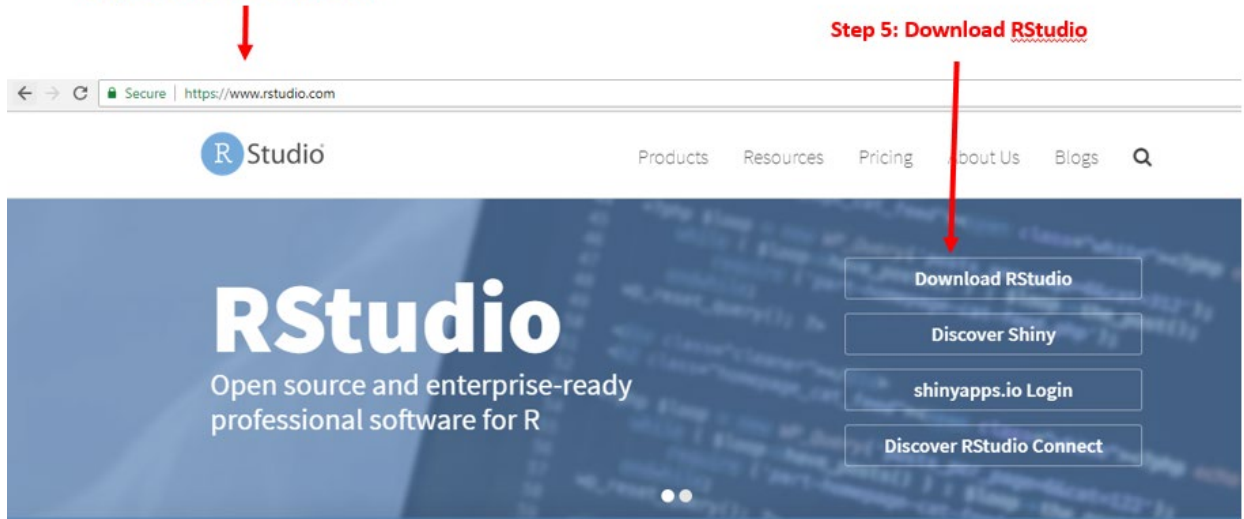 Step 5: Download RStudio
Secure | https://www.rstudio.com
R Studio
Products Resources Pricing About Us Blogs
RStudio
Open source and enterprise-ready
professional software for R
Download RStudio
Discover Shiny
shinyapps.io Login
Discover RStudio Connect